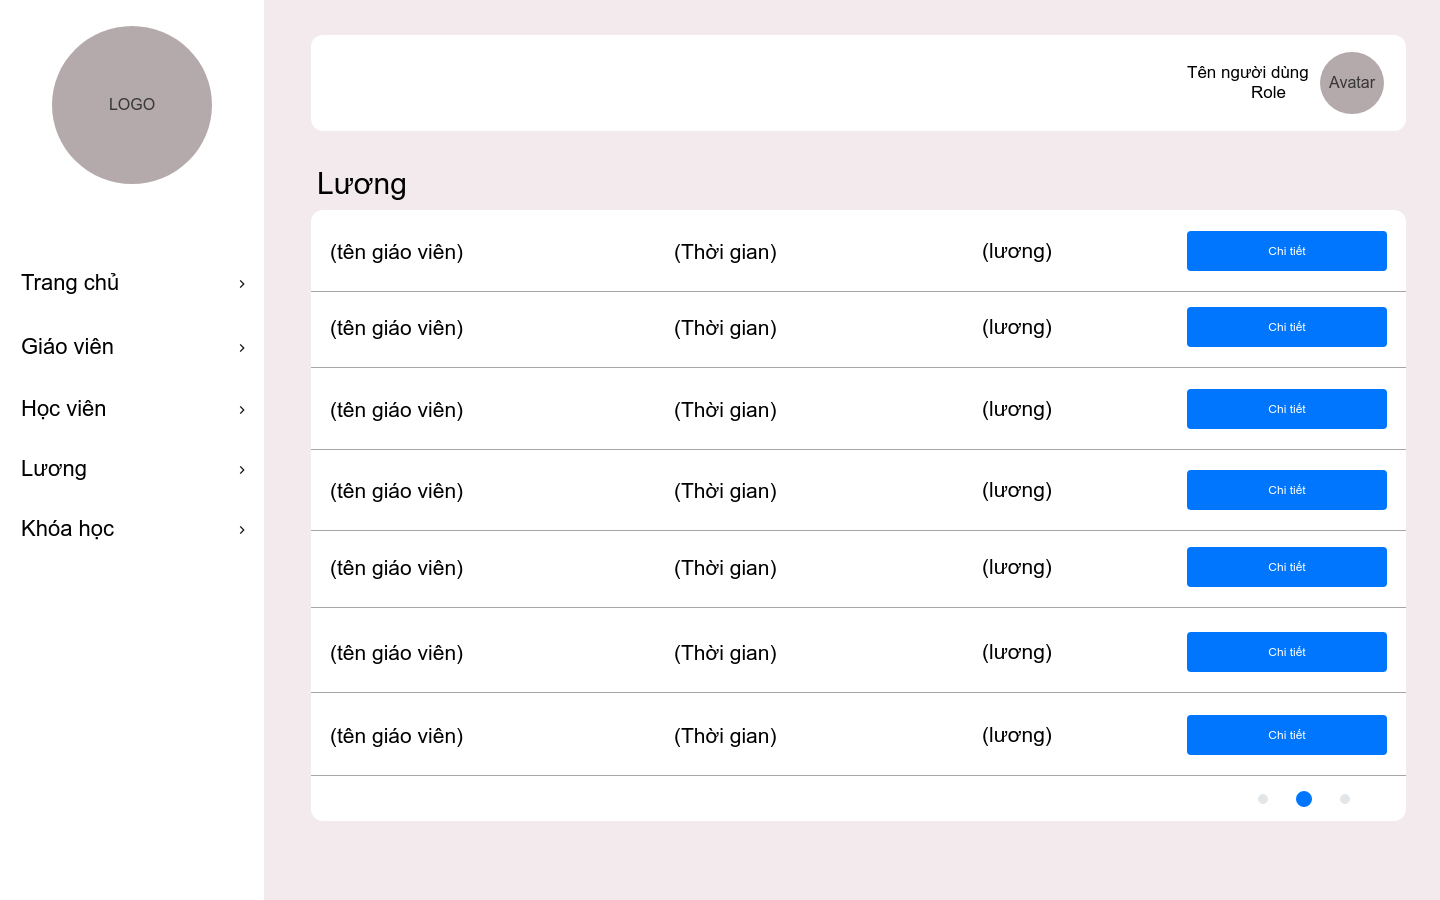 LOGO
Trang chủ
Giáo viên
Học viên
Lương
Khóa học
Tên người dùng
Role
Avatar
Lương
(tên giáo viên) (Thời gian) (lương) Chi tiết
(tên giáo viên) (Thời gian) (lương) Chi tiết
(tên giáo viên) (Thời gian) (lương) Chi tiết
(tên giáo viên) (Thời gian) (lương) Chi tiết
(tên giáo viên) (Thời gian) (lương) Chi tiết
(tên giáo viên) (Thời gian) (lương) Chi tiết
(tên giáo viên) (Thời gian) (lương) Chi tiết